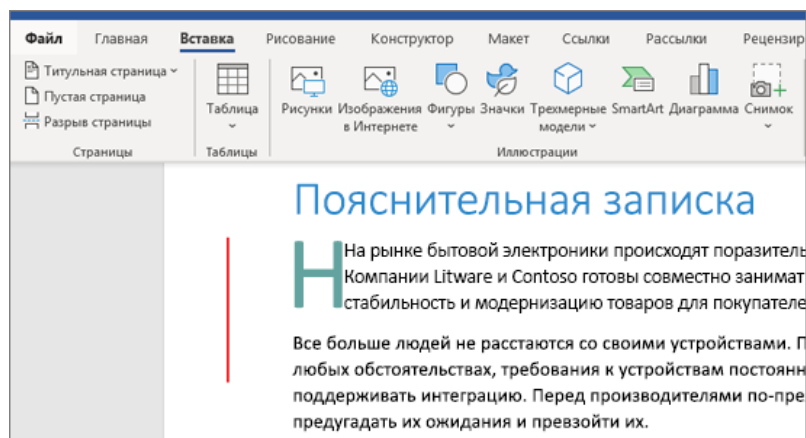 Файл Главная Вставка Рисование Конструктор Макет Ссылки Рассылки Рецензир
Титульная страница
Пустая страница
Разрыв страницы
Страницы
Таблица
Таблицы
Рисунки Изображения в Интернете Фигуры Значки Трехмерные модели SmartArt Диаграмма Снимок
Иллюстрации
Пояснительная записка
Н
На рынке бытовой электроники происходят поразитель
Компании Litware и Contoso готовы совместно занимат
стабильность и модернизацию товаров для покупателе
Все больше людей не расстаются со своими устройствами. П
любых обстоятельствах, требования к устройствам постоянн
поддерживать интеграцию. Перед производителями по-пре
предугадать их ожидания и превзойти их.